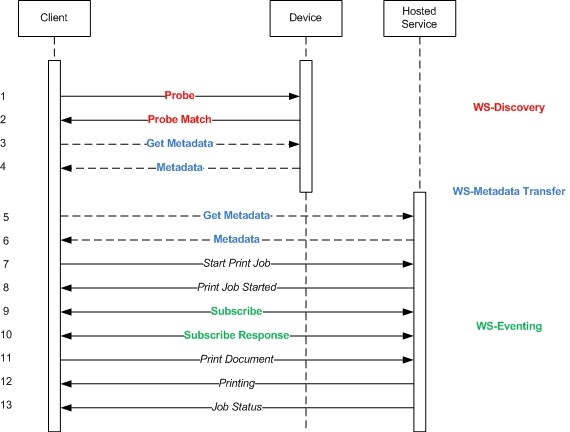 Client
Device
Hosted
Service
1
Probe
WS-Discovery
2
Probe Match
3
Get Metadata
4
Metadata
WS-Metadata Transfer
5
Get Metadata
6
Metadata
7
Start Print Job
8
Print Job Started
9
Subscribe
WS-Eventing
10
Subscribe Response
11
Print Document
12
Printing
13
Job Status